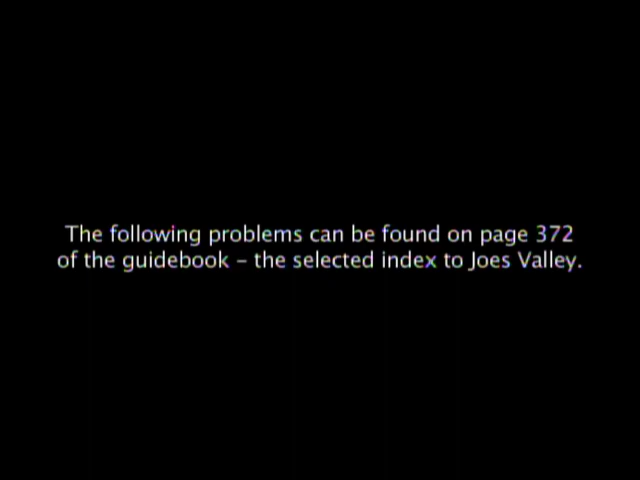 The following problems can be found on page 372
of the guidebook – the selected index to Joes Valley.